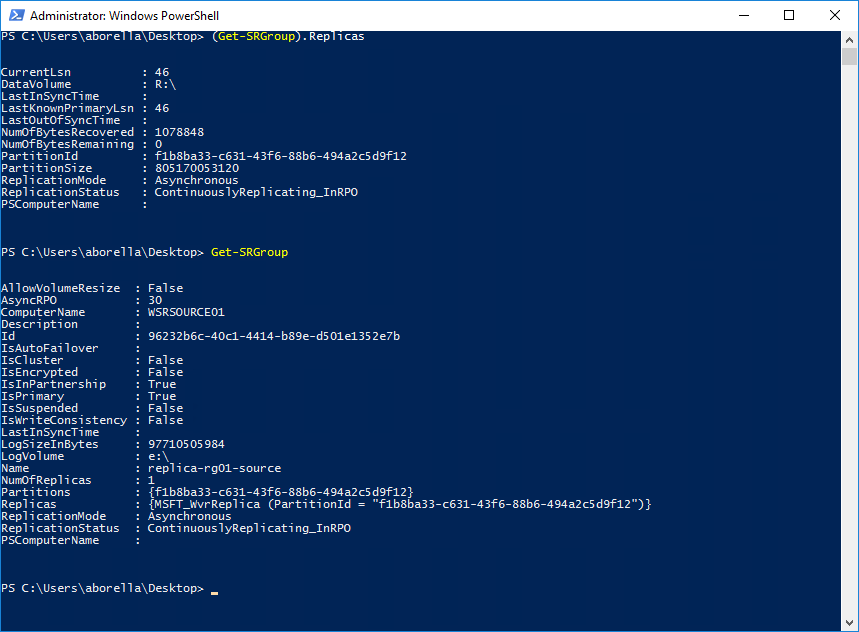 Administrator: Windows PowerShell
PS C:\Users\aborella\Desktop> (Get-SRGroup).Replicas
CurrentLsn : 46
DataVolume : R:\
LastInSyncTime :
LastKnownPrimaryLsn : 46
LastOutOfSyncTime :
NumOfBytesRecovered : 1078848
NumOfBytesRemaining : 0
PartitionId : f1b8ba33-c631-43f6-88b6-494a2c5d9f12
PartitionSize : 805170053120
ReplicationMode : Asynchronous
ReplicationStatus : ContinuouslyReplicating_InRPO
PSComputerName :
PS C:\Users\aborella\Desktop> Get-SRGroup
AllowVolumeResize : False
AsyncRPO : 30
ComputerName : WSRSOURCE01
Description :
Id : 96232b6c-40c1-4414-b89e-d501e1352e7b
IsAutoFailover :
IsCluster : False
IsEncrypted : False
IsInPartnership : True
IsPrimary : True
IsSuspended : False
IsWriteConsistency : False
LastInSyncTime :
LogSizeInBytes : 97710505984
LogVolume : e:\
Name : replica-rg01-source
NumOfReplicas : 1
Partitions : {f1b8ba33-c631-43f6-88b6-494a2c5d9f12}
Replicas : {MSFT_WvrReplica (PartitionId = "f1b8ba33-c631-43f6-88b6-494a2c5d9f12")}
ReplicationMode : Asynchronous
ReplicationStatus : ContinuouslyReplicating_InRPO
PSComputerName :
PS C:\Users\aborella\Desktop>